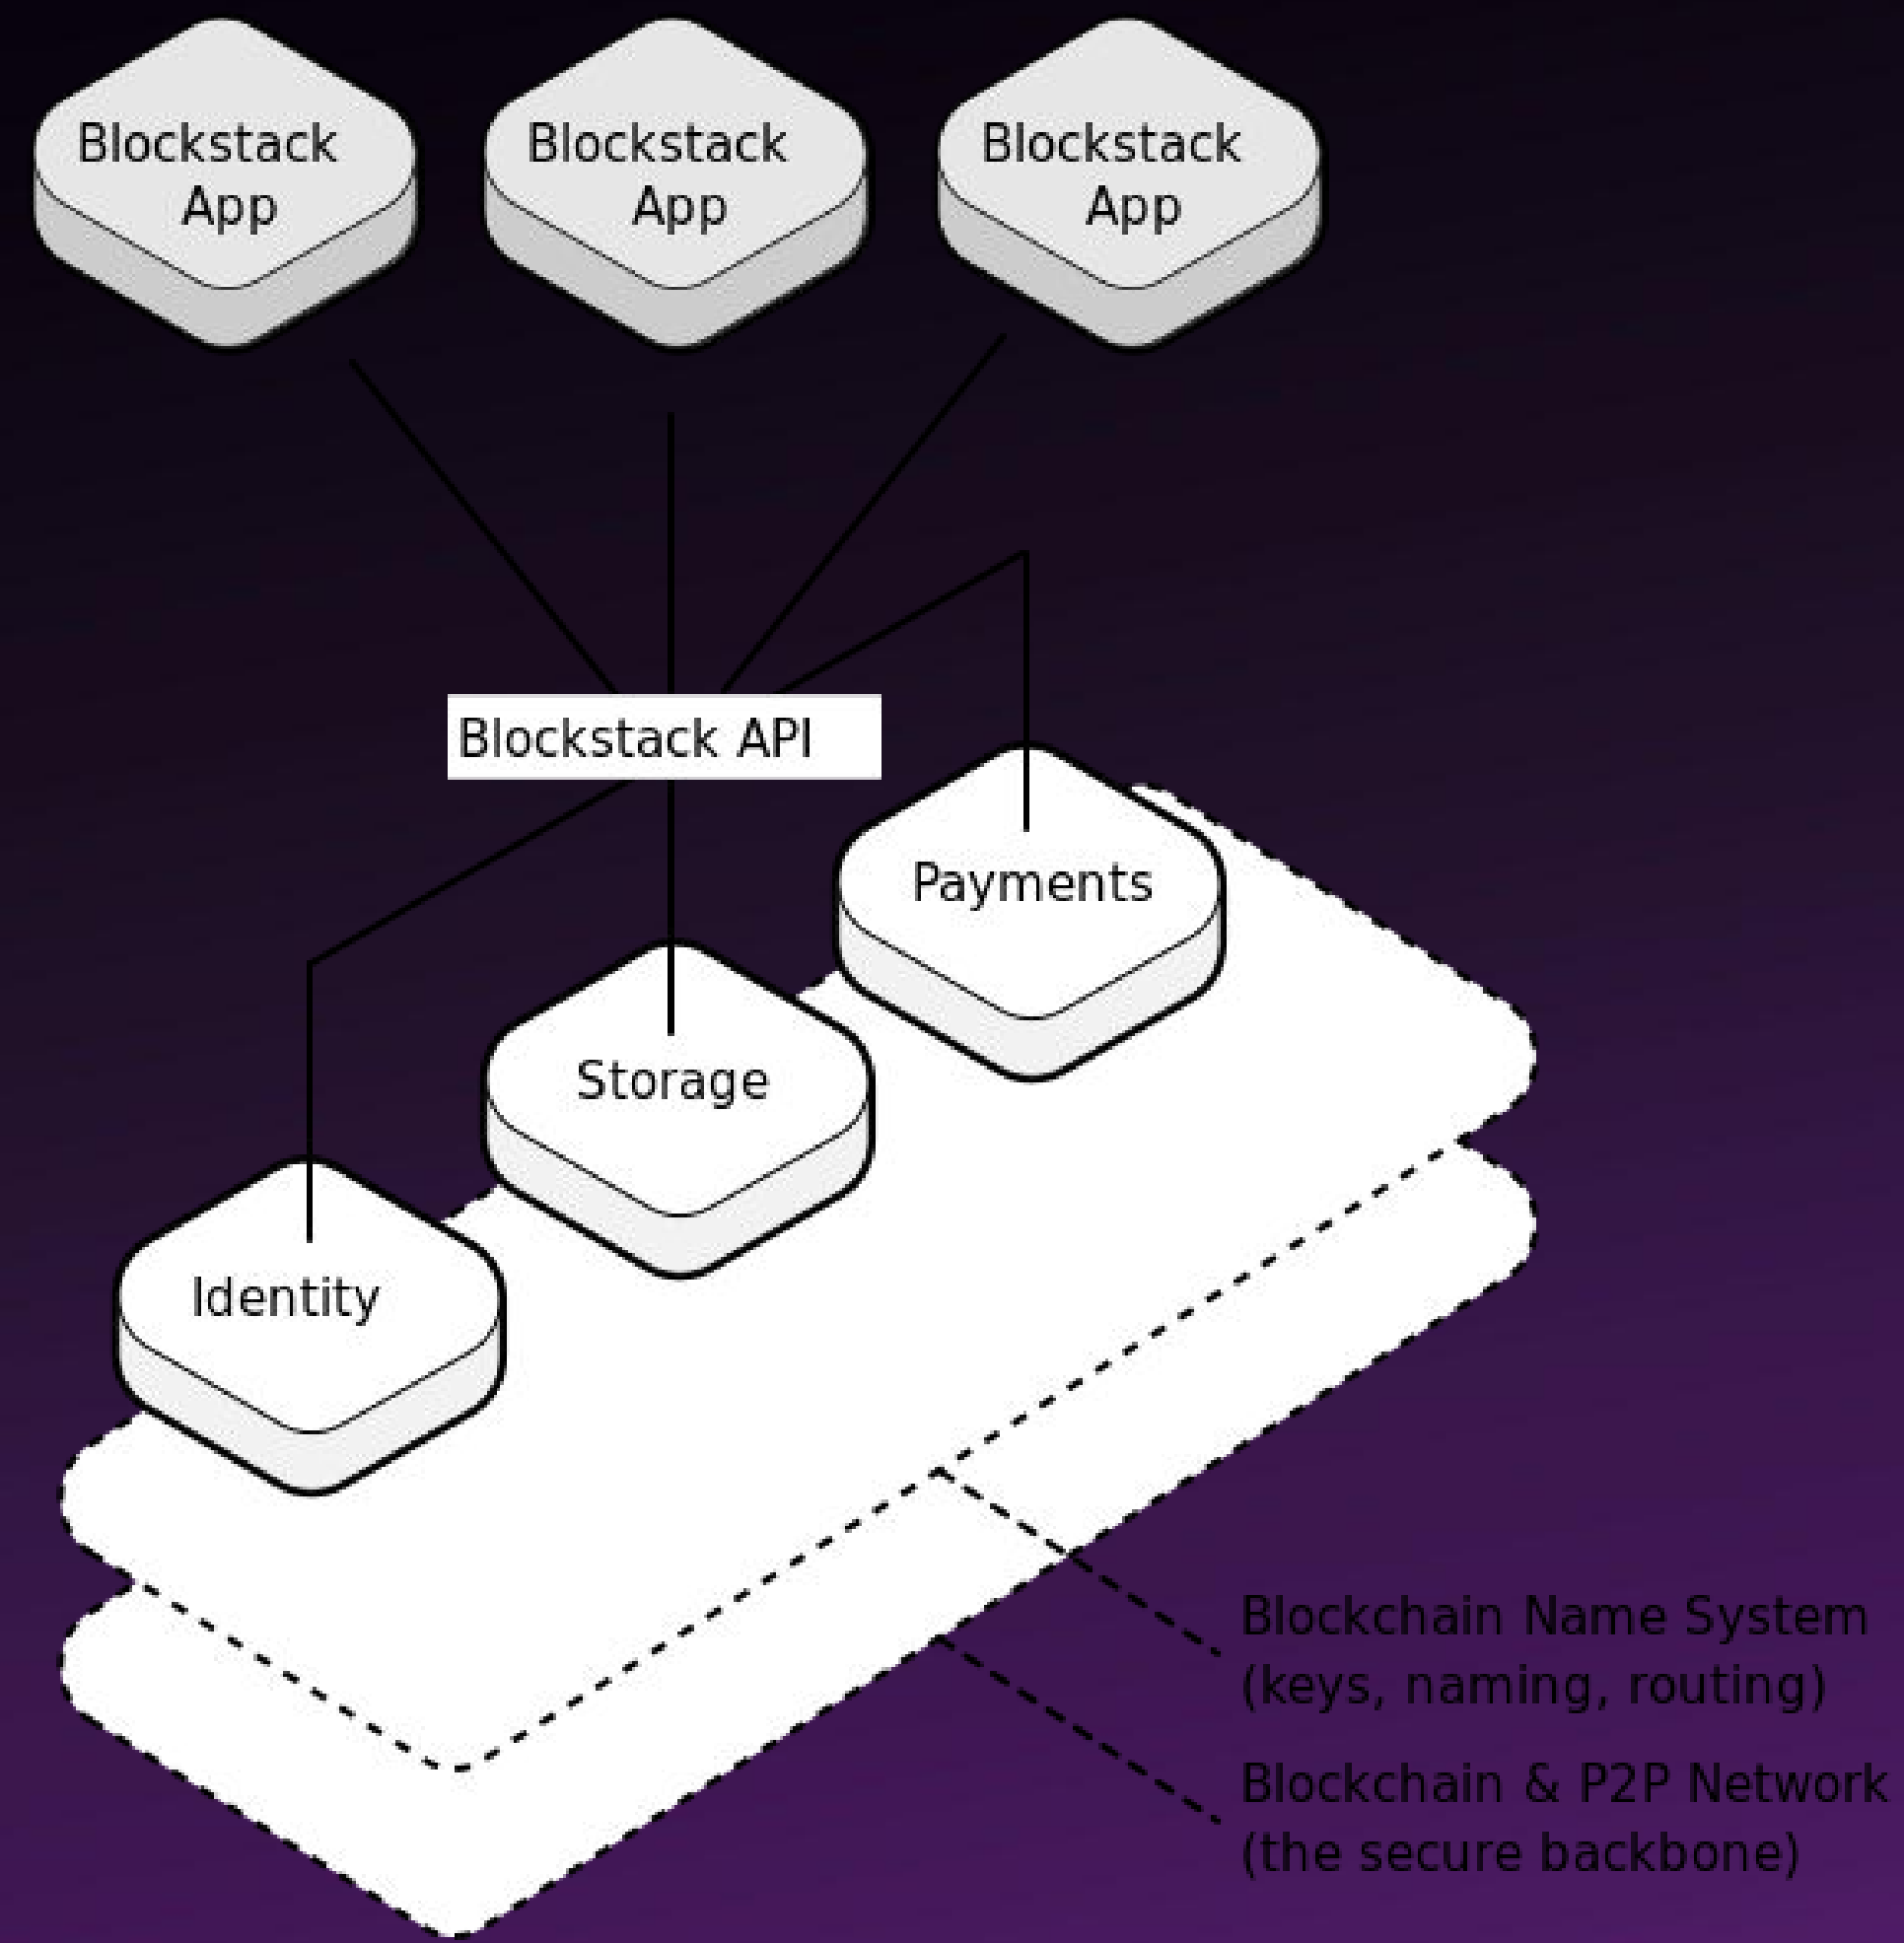 Blockstack
App
Blockstack
App
Blockstack
App
Blockstack API
Payments
Storage
Identity
Blockchain Name System
(keys, naming, routing)
Blockchain & P2P Network
(the secure backbone)